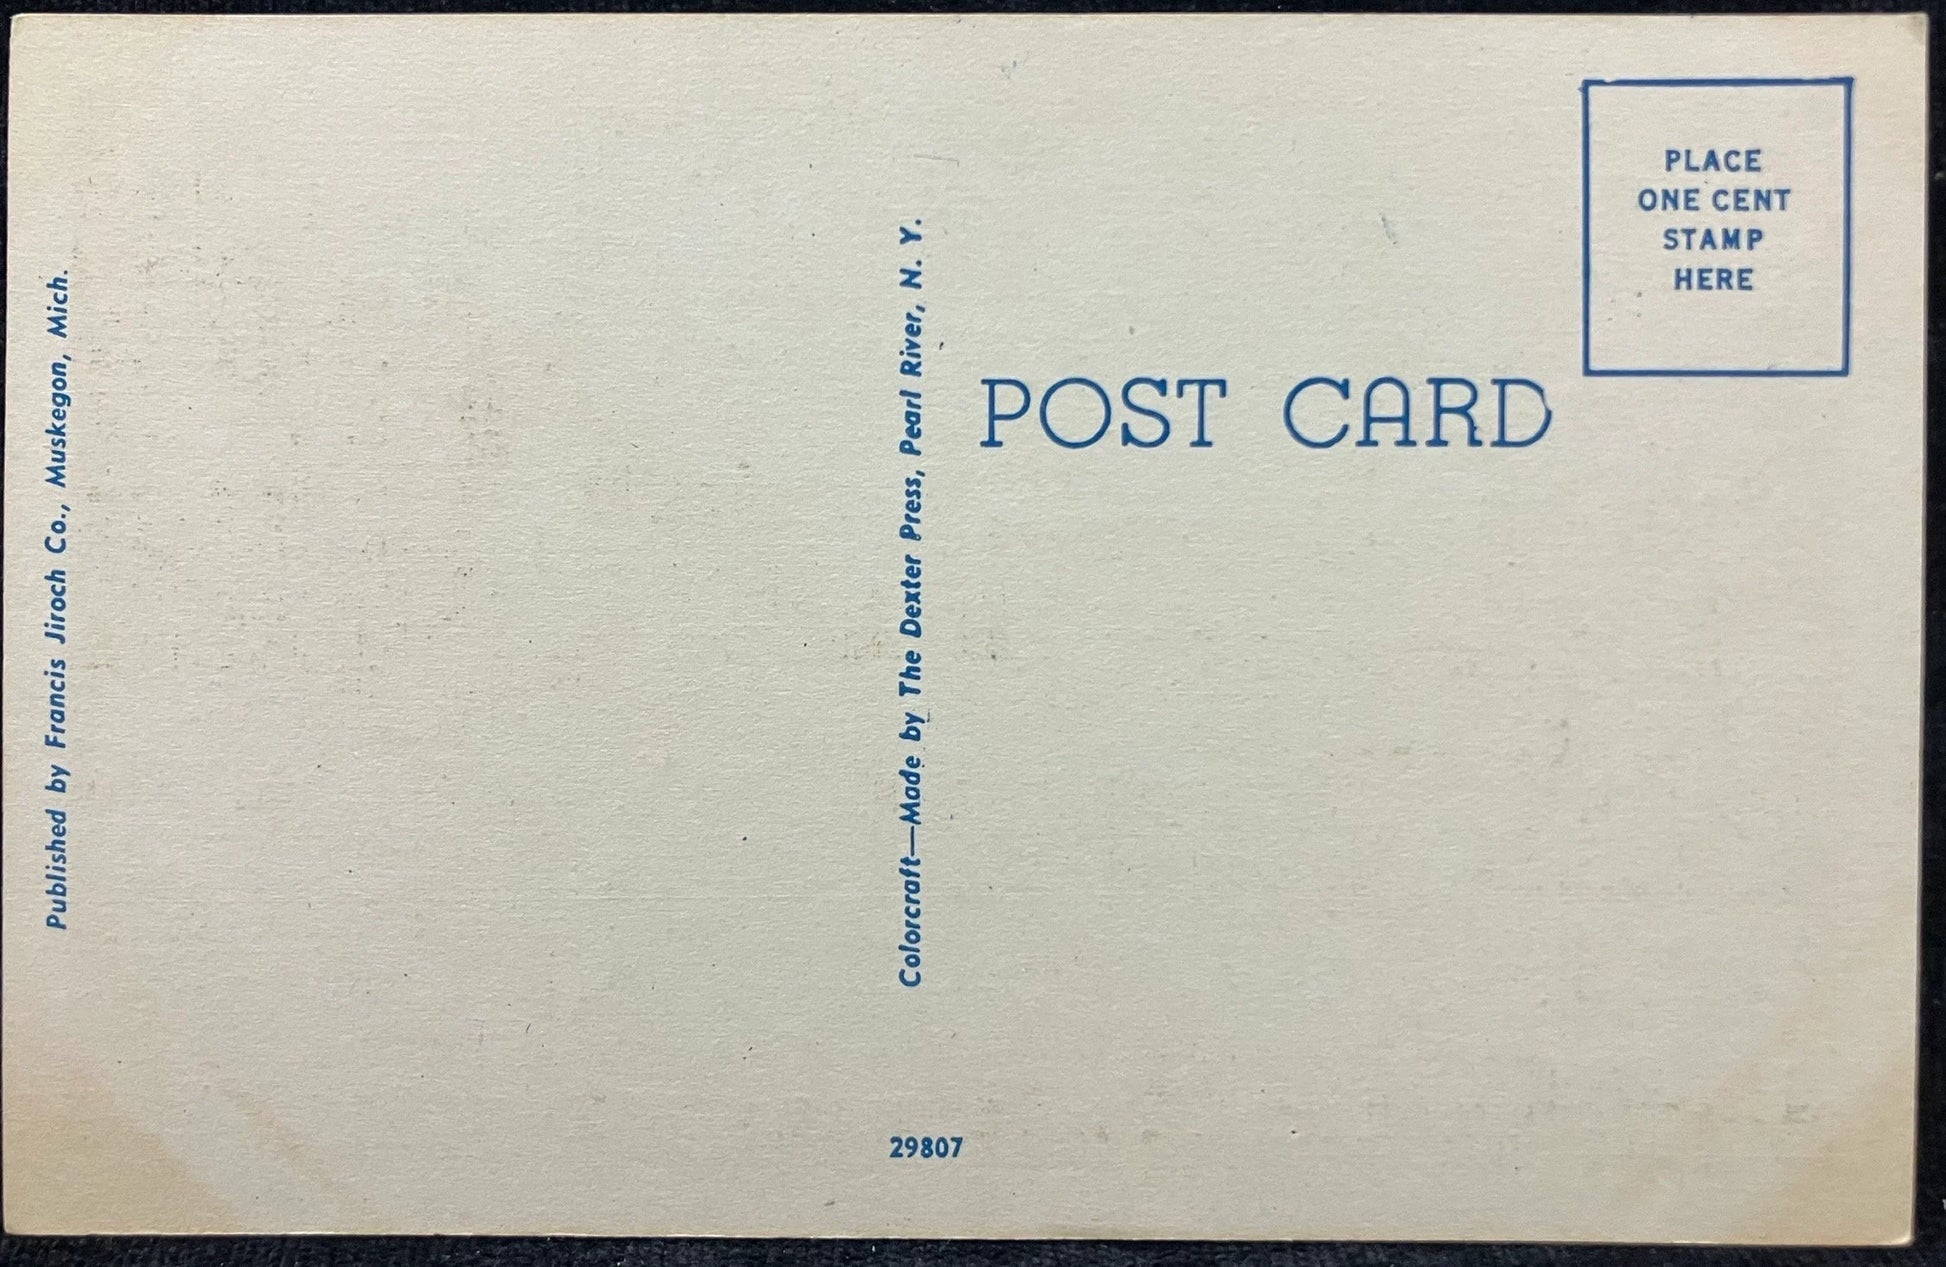 Published by Francis Jiroch Co., Muskegon, Mich.
Colorcraft—Made by The Dexter Press, Pearl River, N. Y.
POST CARD
PLACE
ONE CENT
STAMP
HERE
29807